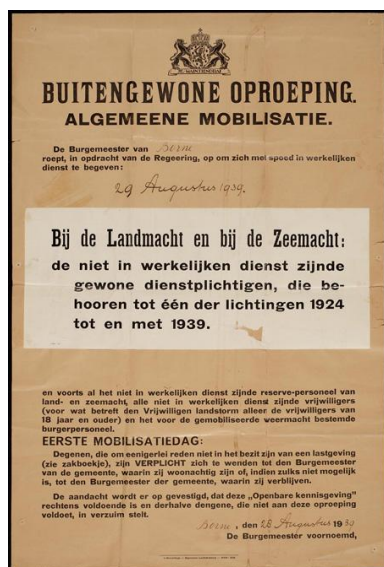 JE MAINTIENDRAI
BUITENGEWONE OPROEPING.
ALGEMEENE MOBILISATIE.
De Burgemeester van Borne
roept, in opdracht van de Regeering, op om zich met spoed in werkelijken
dienst te begeven:
29 Augustus 1939.
Bij de Landmacht en bij de Zeemacht:
de niet in werkelijken dienst zijnde
gewone dienstplichtigen, die be-
hooren tot één der lichtingen 1924
tot en met 1939.
en voorts al het niet in werkelijken dienst zijnde reserve-personeel van
land- en zeemacht, alle niet in werkelijken dienst zijnde vrijwilligers
(voor wat betreft den Vrijwilligen landstorm alleer de vrijwilligers van
18 jaar en ouder) en het voor de gemobiliseerde weermacht bestemde
burgerpersoneel.
EERSTE MOBILISATIEDAG:
Degenen, die om eenigerlei reden niet in het bezit zijn van een lastgeving
(zie zakboekje), zijn VERPLICHT zich te wenden tot den Burgemeester
van de gemeente, waarin zij woonachtig zijn of, indien zulks niet mogelijk
is, tot den Burgemeester der gemeente, waarin zij verblijven.
De aandacht wordt er op gevestigd, dat deze „Openbare kennisgeving"
rechtens voldoende is en derhalve dengene, die niet aan deze oproeping
voldoet, in verzuim stelt.
Borne, den 28 Augustus 1939
De Burgemeester voornoemd,